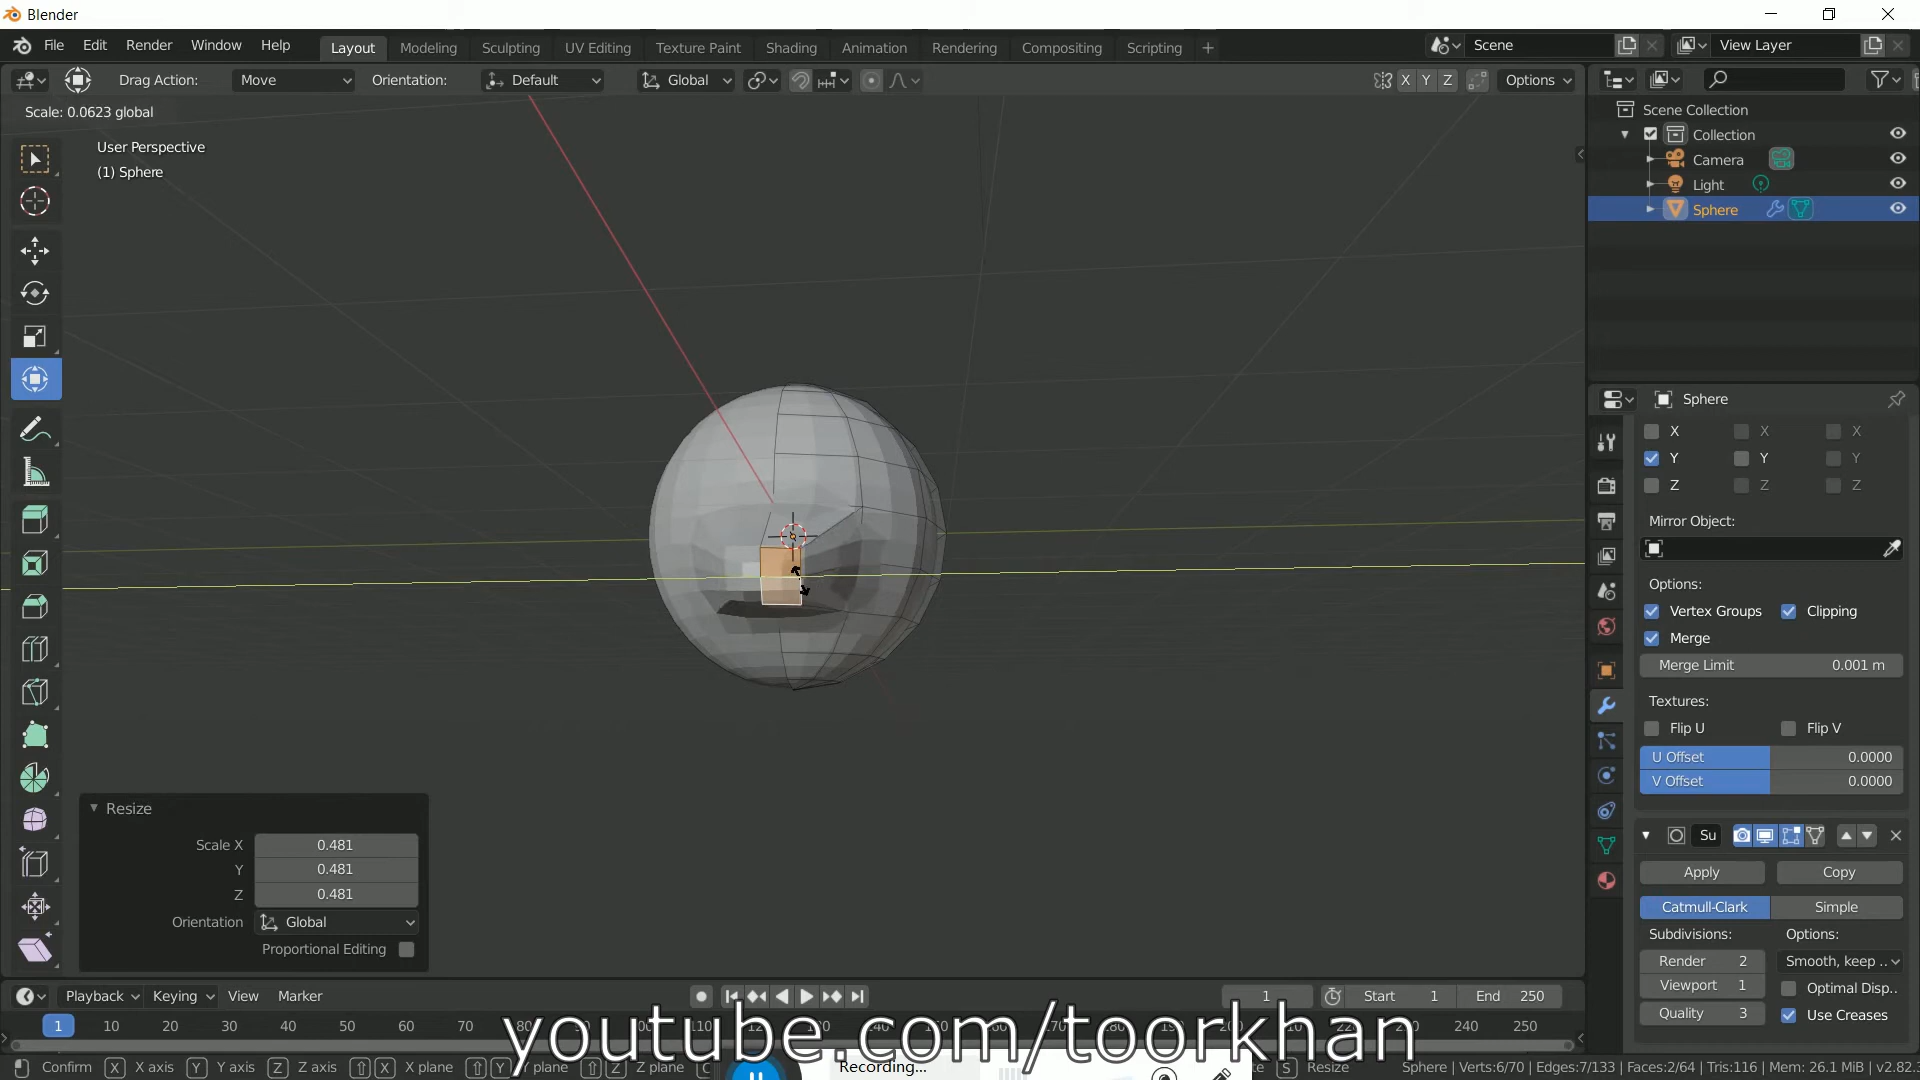 Blender
File Edit Render Window Help Layout Modeling Sculpting UV Editing Texture Paint Shading Animation Rendering Compositing Scripting + Scene View Layer
Drag Action: Move Orientation: Default Global X Y Z Options
Scale: 0.0623 global
User Perspective
(1) Sphere
Scene Collection
Collection
Camera
Light
Sphere
Sphere
X X X
Y Y Y
Z Z Z
Mirror Object:
Options:
Vertex Groups Clipping
Merge
Merge Limit 0.001 m
Textures:
Flip U Flip V
U Offset 0.0000
V Offset 0.0000
Su
Apply Copy
Catmull-Clark Simple
Subdivisions: Options:
Render 2 Smooth, keep ..
Viewport 1 Optimal Disp..
Quality 3 Use Creases
Resize
Scale X 0.481
Y 0.481
Z 0.481
Orientation Global
Proportional Editing
Playback Keying View Marker 1 Start 1 End 250
1 10 20 30 40 50 60 70 240 250
youtube.com/toorkhan
Recording...
Confirm X X axis Y Y axis Z Z axis X X plane Y plane Z Z plane S Resize Sphere | Verts:6/70 | Edges:7/133 | Faces:2/64 | Tris:116 | Mem: 26.1 MiB | v2.82.